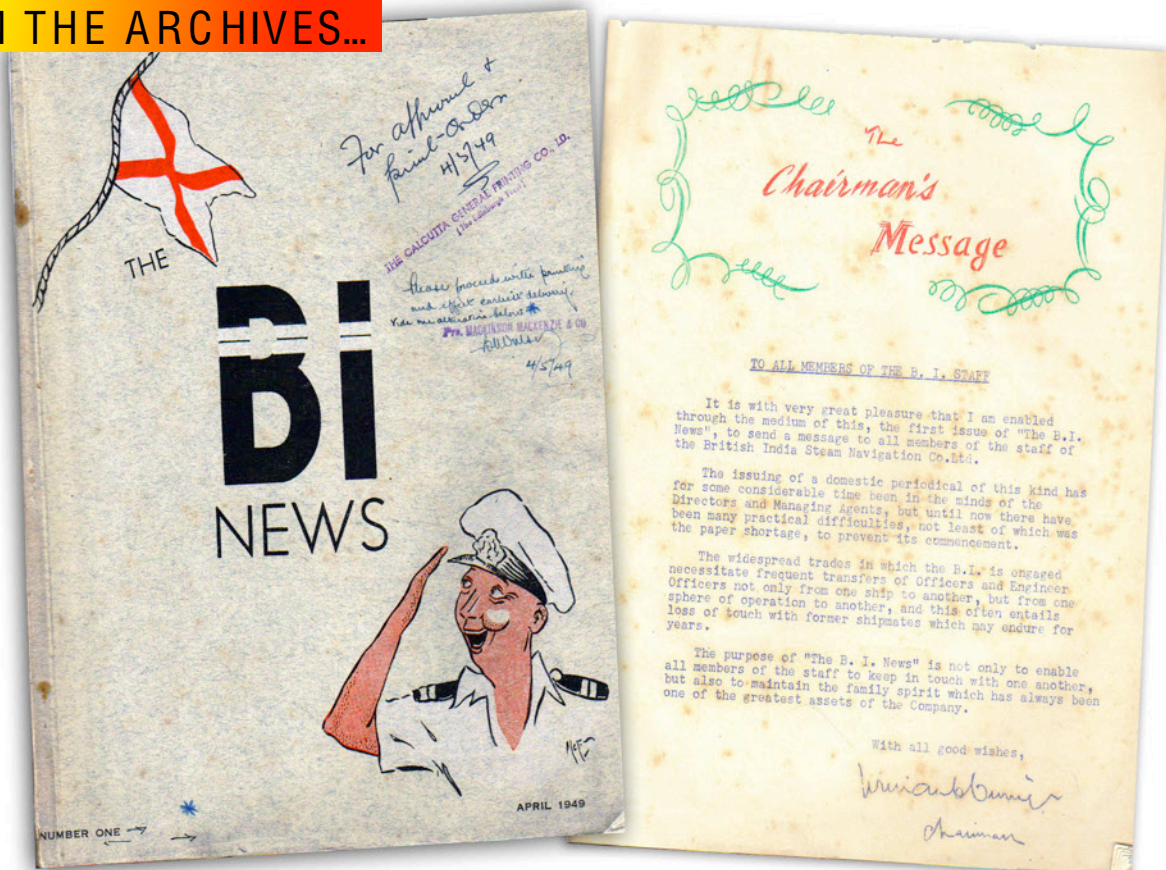 THE ARCHIVES...
THE
BI
NEWS
For approval &
print-order
4/5/49
THE CALCUTTA GENERAL PRINTING CO., LD.
Please proceed with printing
and effect earliest delivery.
Vide our alteration below *
Pro. MACKINNON MACKENZIE & CO
4/5/49
NUMBER ONE
APRIL 1949
The
Chairman's
Message
TO ALL MEMBERS OF THE B. I. STAFF
It is with very great pleasure that I am enabled
through the medium of this, the first issue of "The B.I.
News", to send a message to all members of the staff of
the British India Steam Navigation Co.Ltd.
The issuing of a domestic periodical of this kind has
for some considerable time been in the minds of the
Directors and Managing Agents, but until now there have
been many practical difficulties, not least of which was
the paper shortage, to prevent its commencement.
The widespread trades in which the B.I. is engaged
necessitate frequent transfers of Officers and Engineer
Officers not only from one ship to another, but from one
sphere of operation to another, and this often entails
loss of touch with former shipmates which may endure for
years.
The purpose of "The B. I. News" is not only to enable
all members of the staff to keep in touch with one another,
but also to maintain the family spirit which has always been
one of the greatest assets of the Company.
With all good wishes,
Chairman